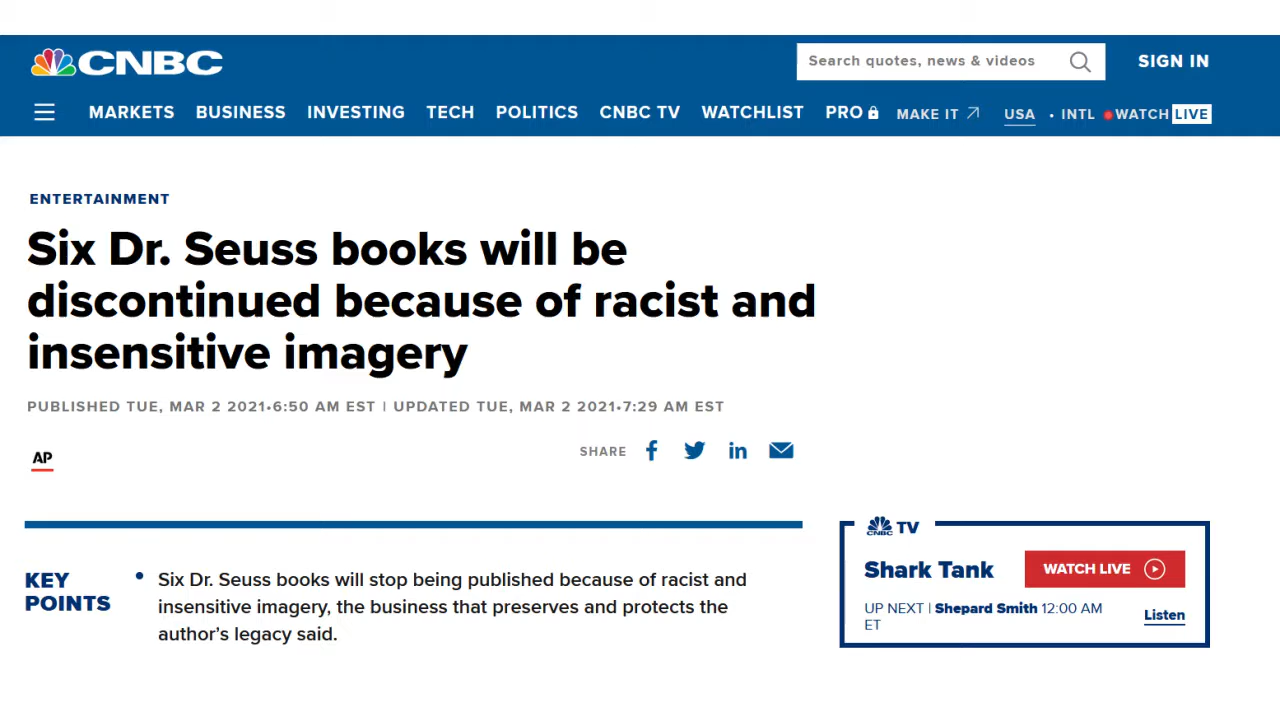 CNBC
Search quotes, news & videos
SIGN IN
MARKETS BUSINESS INVESTING TECH POLITICS CNBC TV WATCHLIST PRO MAKE IT USA • INTL WATCH LIVE
ENTERTAINMENT
Six Dr. Seuss books will be
discontinued because of racist and
insensitive imagery
PUBLISHED TUE, MAR 2 2021•6:50 AM EST | UPDATED TUE, MAR 2 2021•7:29 AM EST
AP
SHARE
KEY
POINTS
• Six Dr. Seuss books will stop being published because of racist and
insensitive imagery, the business that preserves and protects the
author’s legacy said.
CNBC TV
Shark Tank
WATCH LIVE
UP NEXT | Shepard Smith 12:00 AM
ET
Listen